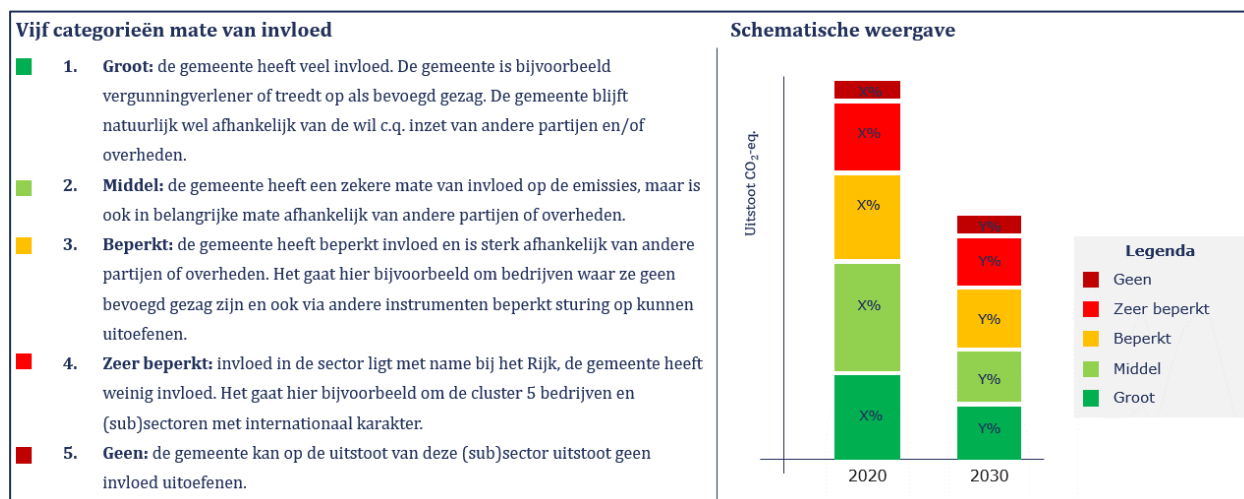 Vijf categorieën mate van invloed
1. Groot: de gemeente heeft veel invloed. De gemeente is bijvoorbeeld
vergunningverlener of treedt op als bevoegd gezag. De gemeente blijft
natuurlijk wel afhankelijk van de wil c.q. inzet van andere partijen en/of
overheden.
2. Middel: de gemeente heeft een zekere mate van invloed op de emissies, maar is
ook in belangrijke mate afhankelijk van andere partijen of overheden.
3. Beperkt: de gemeente heeft beperkt invloed en is sterk afhankelijk van andere
partijen of overheden. Het gaat hier bijvoorbeeld om bedrijven waar ze geen
bevoegd gezag zijn en ook via andere instrumenten beperkt sturing op kunnen
uitoefenen.
4. Zeer beperkt: invloed in de sector ligt met name bij het Rijk, de gemeente heeft
weinig invloed. Het gaat hier bijvoorbeeld om de cluster 5 bedrijven en
(sub)sectoren met internationaal karakter.
5. Geen: de gemeente kan op de uitstoot van deze (sub)sector uitstoot geen
invloed uitoefenen.
Schematische weergave
Uitstoot CO₂-eq.
X%
X%
X%
X%
X%
2020
Y%
Y%
Y%
Y%
Y%
2030
Legenda
Geen
Zeer beperkt
Beperkt
Middel
Groot